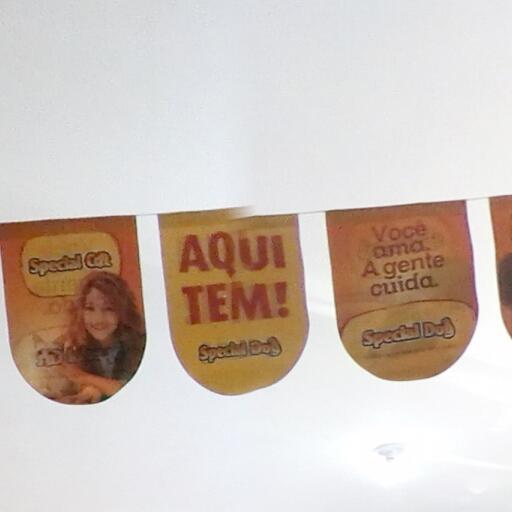 Special Cat
AQUI
TEM!
Special Dog
Você
ama.
A gente
cuida.
Special Dog